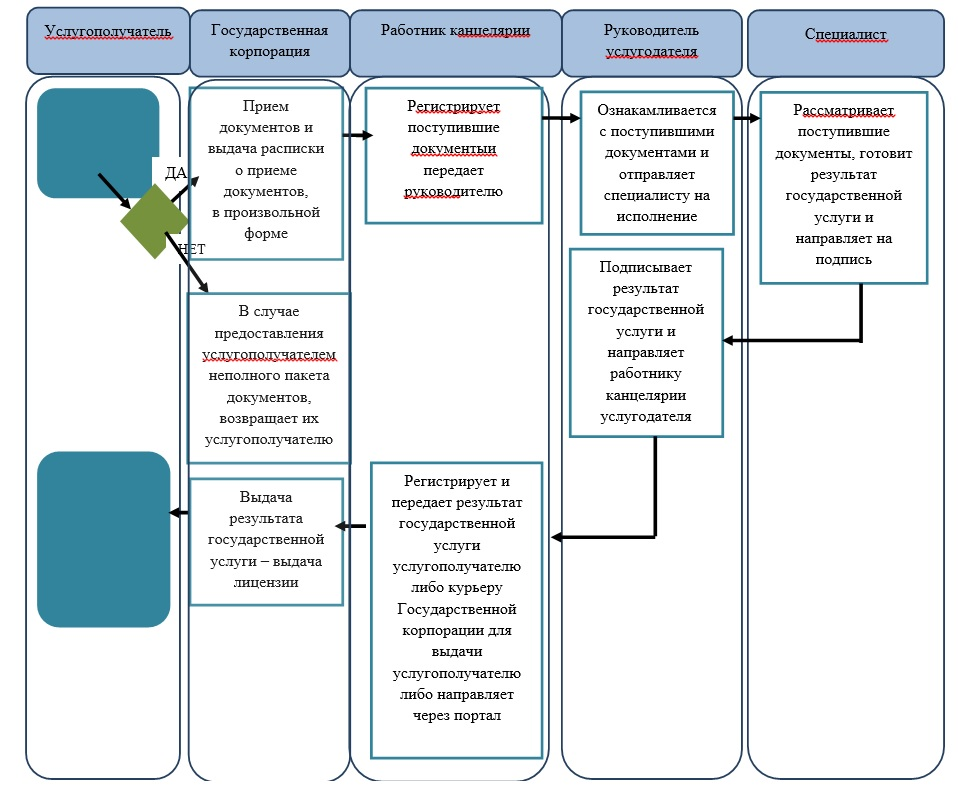 Услугополучатель
Государственная
корпорация
Работник канцелярии
Руководитель
услугодателя
Специалист
ДА
НЕТ
Прием
документов и
выдача расписки
о приеме
документов,
в произвольной
форме
Регистрирует
поступившие
документыи
передает
руководителю
Ознакамливается
с поступившими
документами и
отправляет
специалисту на
исполнение
Рассматривает
поступившие
документы, готовит
результат
государственной
услуги и
направляет на
подпись
Подписывает
результат
государственной
услуги и
направляет
работнику
канцелярии
услугодателя
В случае
предоставления
услугополучателем
неполного пакета
документов,
возвращает их
услугополучателю
Регистрирует и
передает результат
государственной
услуги
услугополучателю
либо курьеру
Государственной
корпорации для
выдачи
услугополучателю
либо направляет
через портал
Выдача
результата
государственной
услуги – выдача
лицензии